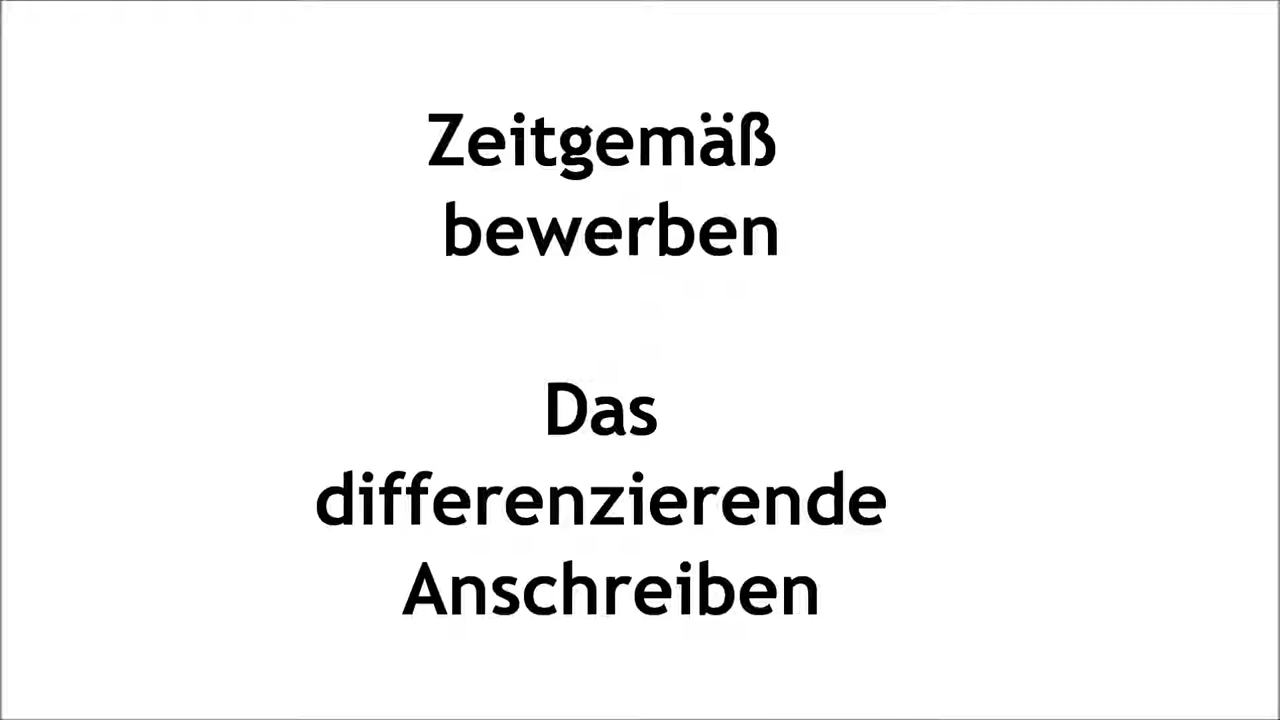 Zeitgemäß
bewerben
Das
differenzierende
Anschreiben